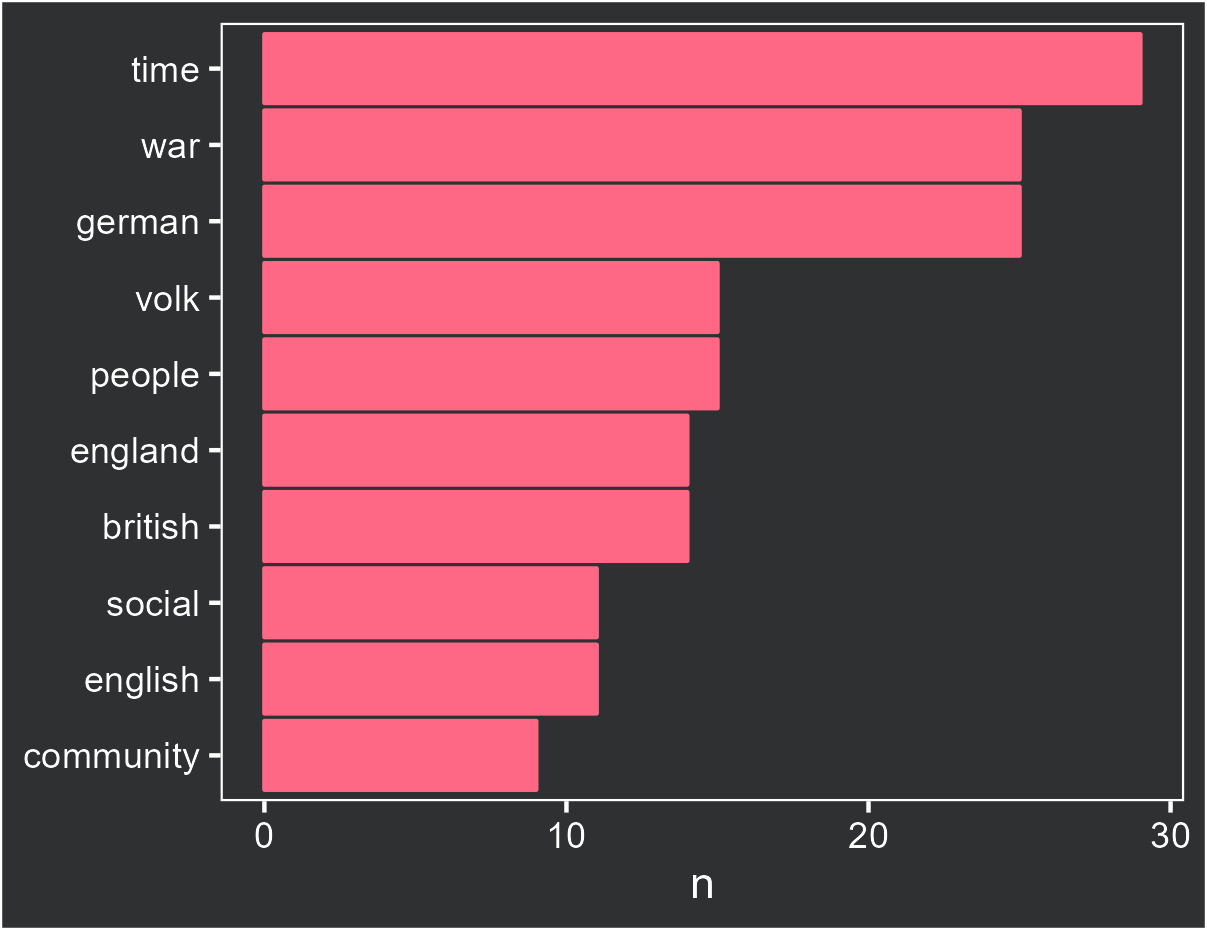 time
war
german
volk
people
england
british
social
english
community
0 10 20 30
n